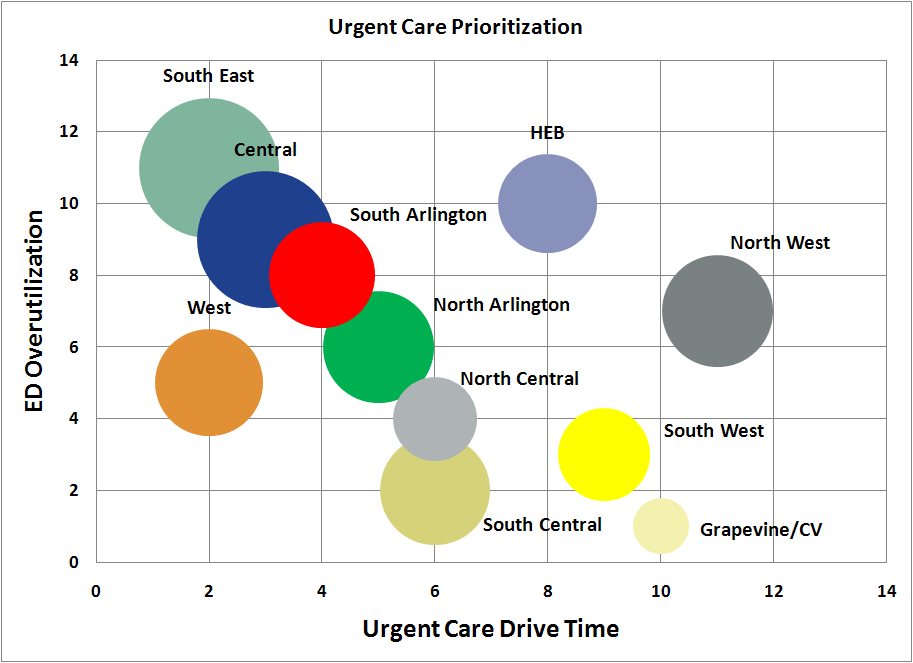 Urgent Care Prioritization
14
South East
12
HEB
Central
10
South Arlington
North West
8
West
North Arlington
6
North Central
4
South West
2
South Central
Grapevine/CV
0
ED Overutilization
0 2 4 6 8 10 12 14
Urgent Care Drive Time